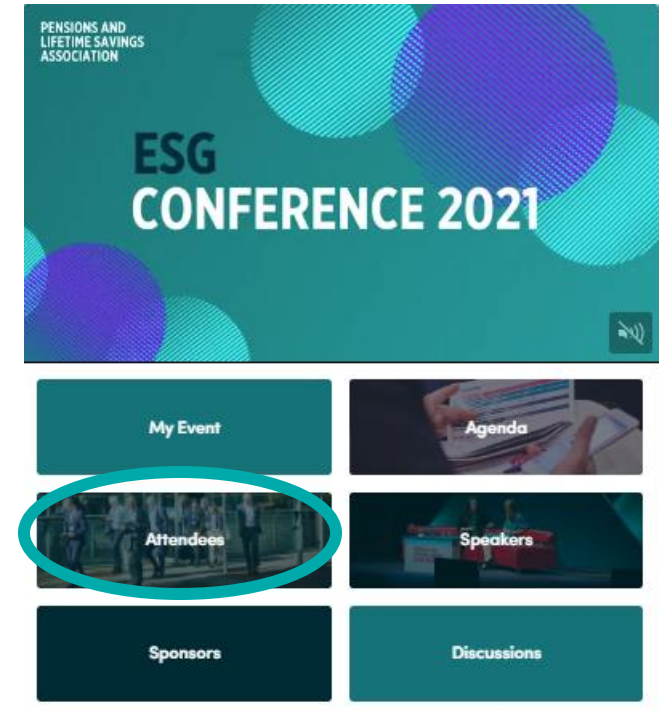 PENSIONS AND
LIFETIME SAVINGS
ASSOCIATION
ESG
CONFERENCE 2021
My Event
Agenda
Attendees
Speakers
Sponsors
Discussions